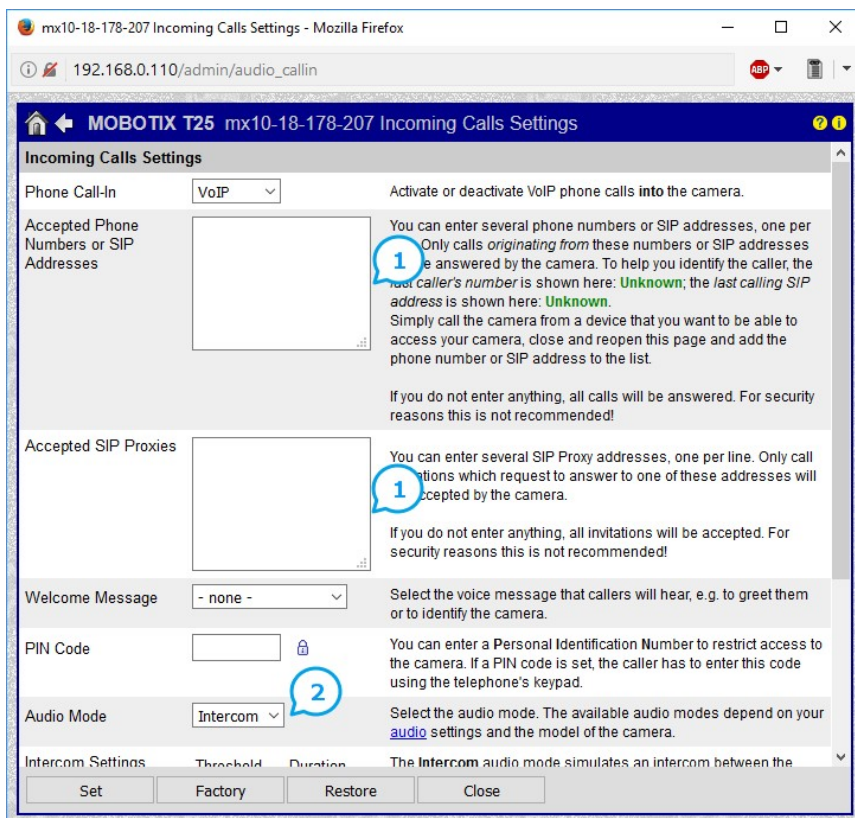 mx10-18-178-207 Incoming Calls Settings - Mozilla Firefox
192.168.0.110/admin/audio_callin
ABP
MOBOTIX T25 mx10-18-178-207 Incoming Calls Settings
Incoming Calls Settings
Phone Call-In
VoIP
Activate or deactivate VoIP phone calls into the camera.
Accepted Phone
Numbers or SIP
Addresses
1
You can enter several phone numbers or SIP addresses, one per
Only calls originating from these numbers or SIP addresses
answered by the camera. To help you identify the caller, the
caller's number is shown here: Unknown; the last calling SIP
address is shown here: Unknown.
Simply call the camera from a device that you want to be able to
access your camera, close and reopen this page and add the
phone number or SIP address to the list.
If you do not enter anything, all calls will be answered. For security
reasons this is not recommended!
Accepted SIP Proxies
1
You can enter several SIP Proxy addresses, one per line. Only call
which request to answer to one of these addresses will
by the camera.
If you do not enter anything, all invitations will be accepted. For
security reasons this is not recommended!
Welcome Message
- none -
Select the voice message that callers will hear, e.g. to greet them
or to identify the camera.
PIN Code
You can enter a Personal Identification Number to restrict access to
the camera. If a PIN code is set, the caller has to enter this code
using the telephone's keypad.
2
Audio Mode
Intercom
Select the audio mode. The available audio modes depend on your
audio settings and the model of the camera.
Intercom Settings
Threshold
Duration
The Intercom audio mode simulates an intercom between the
Set
Factory
Restore
Close